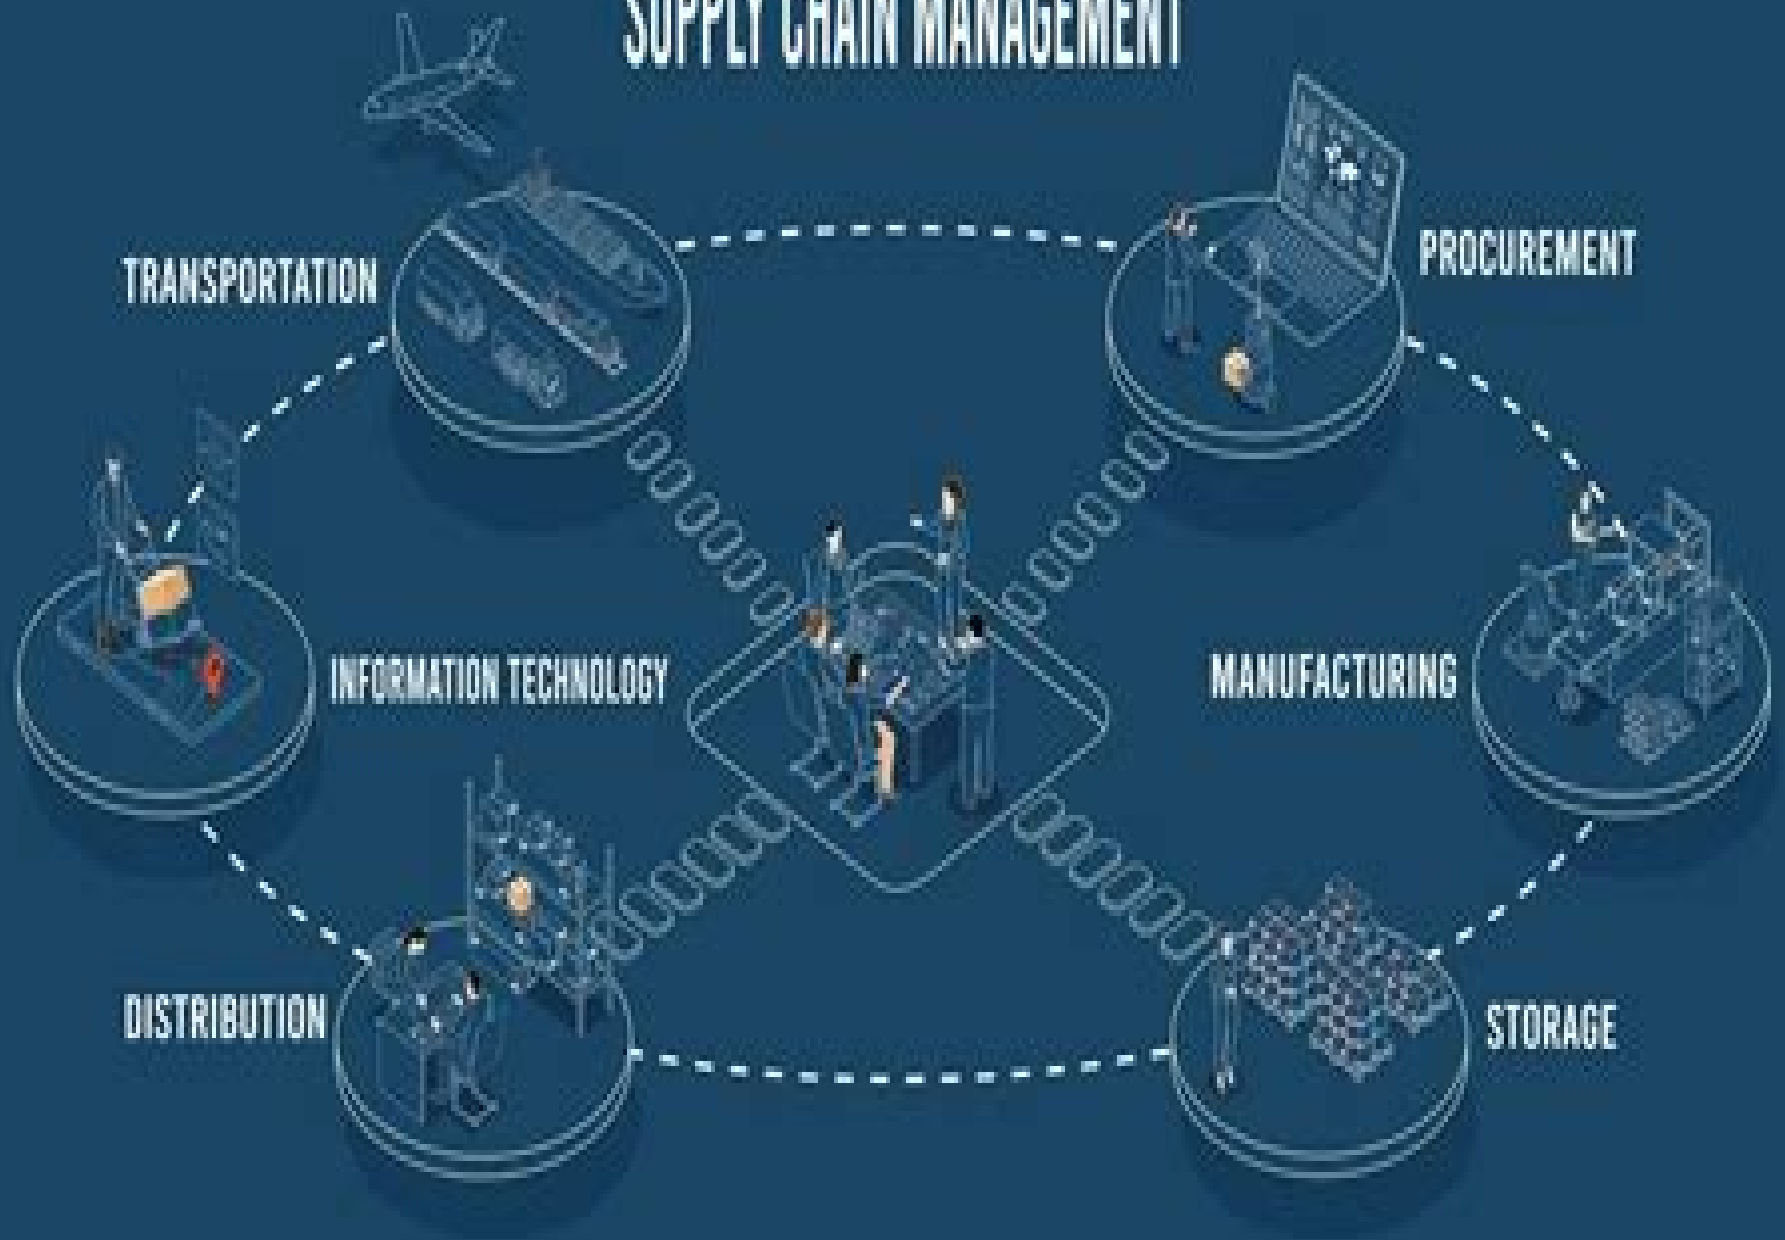 SUPPLY CHAIN MANAGEMENT
TRANSPORTATION
PROCUREMENT
INFORMATION TECHNOLOGY
MANUFACTURING
DISTRIBUTION
STORAGE